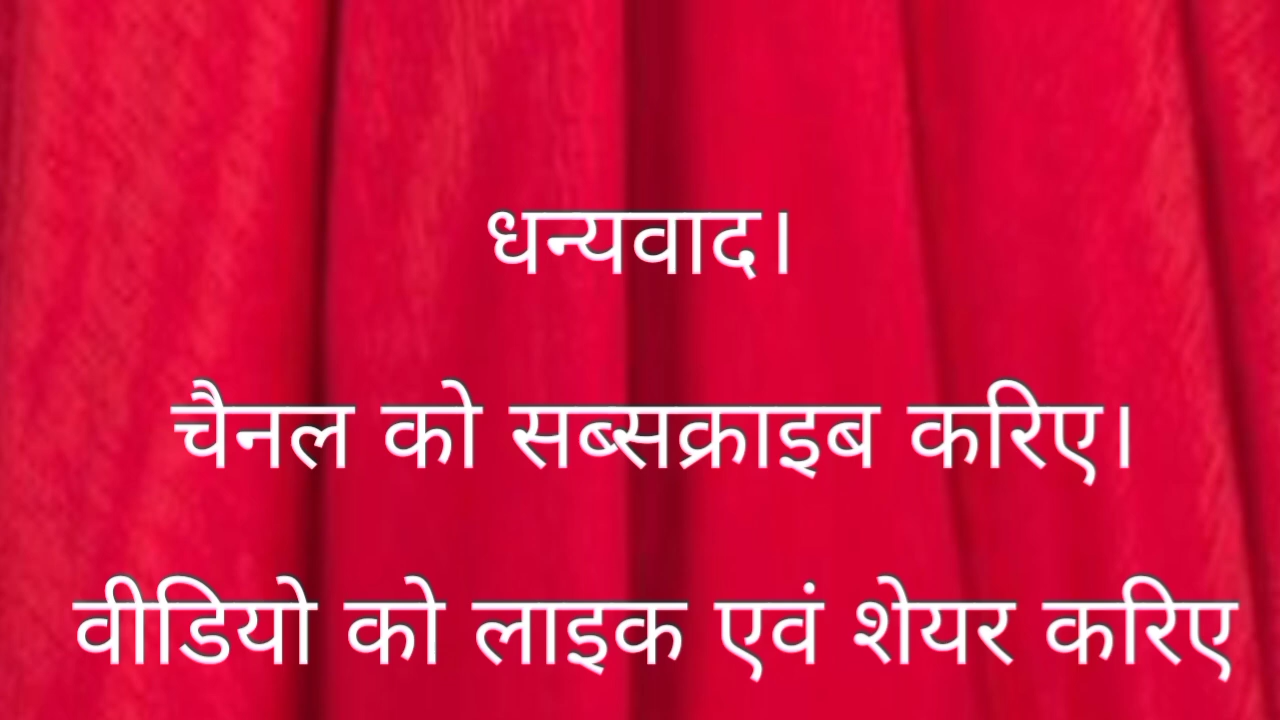 धन्यवाद।
चैनल को सब्सक्राइब करिए।
वीडियो को लाइक एवं शेयर करिए